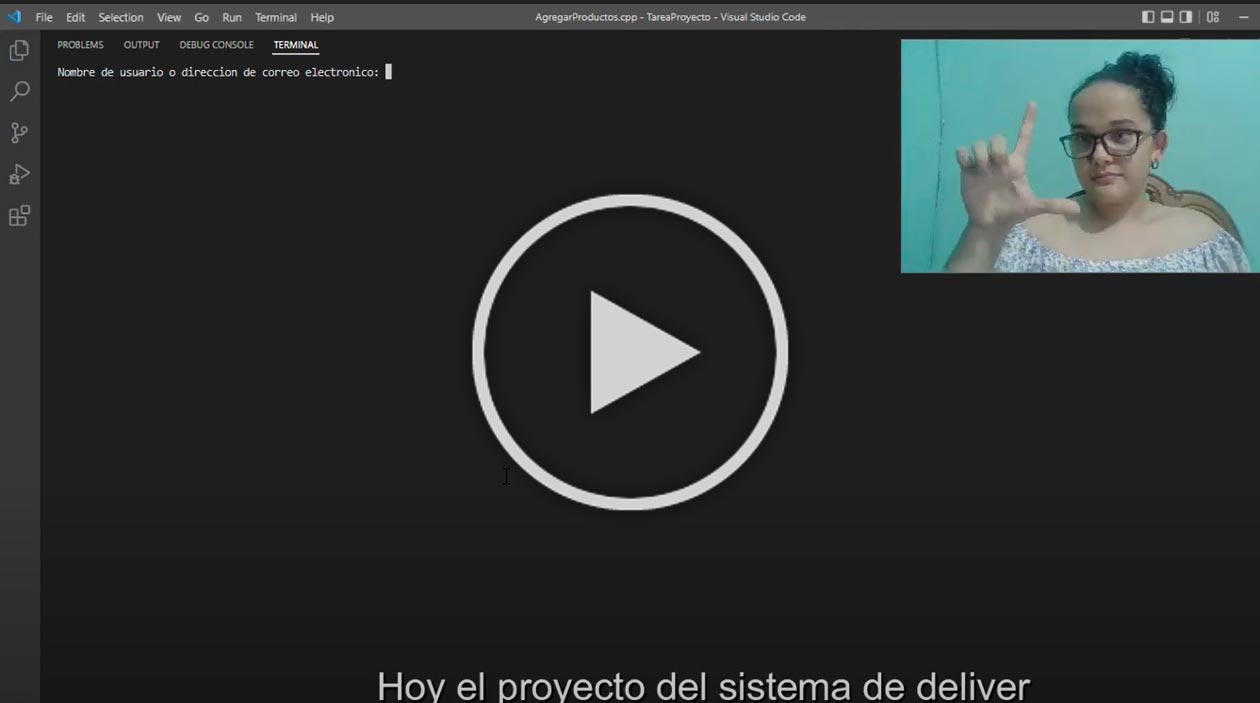 File Edit Selection View Go Run Terminal Help AgregarProductos.cpp - TareaProyecto - Visual Studio Code
PROBLEMS OUTPUT DEBUG CONSOLE TERMINAL
Nombre de usuario o direccion de correo electronico:
Hoy el proyecto del sistema de deliver